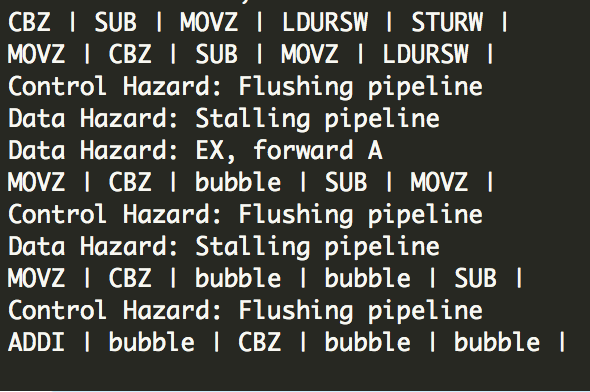 CBZ | SUB | MOVZ | LDURSW | STURW |
MOVZ | CBZ | SUB | MOVZ | LDURSW |
Control Hazard: Flushing pipeline
Data Hazard: Stalling pipeline
Data Hazard: EX, forward A
MOVZ | CBZ | bubble | SUB | MOVZ |
Control Hazard: Flushing pipeline
Data Hazard: Stalling pipeline
MOVZ | CBZ | bubble | bubble | SUB |
Control Hazard: Flushing pipeline
ADDI | bubble | CBZ | bubble | bubble |